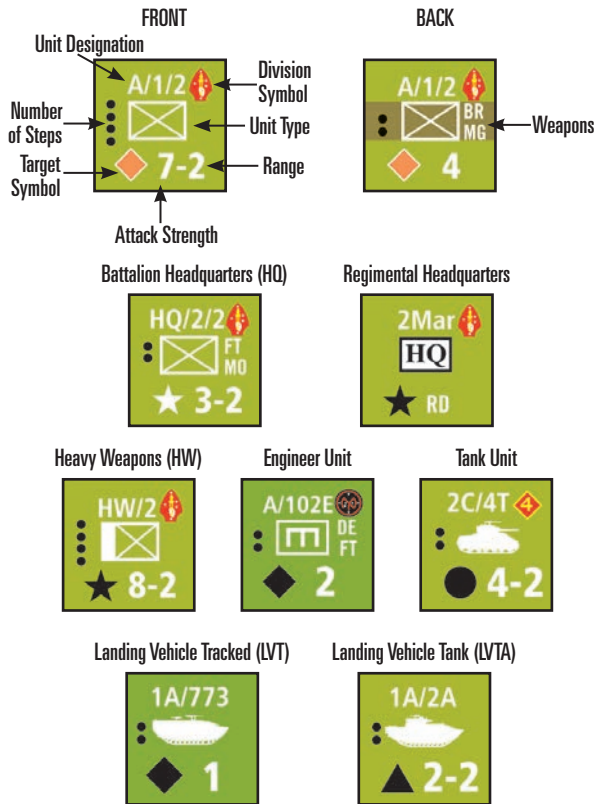 FRONT
BACK
Unit Designation
Division
Symbol
A/1/2
Number
of Steps
Unit Type
Target
Symbol
7-2
Range
Attack Strength
A/1/2
BR
MG
Weapons
4
Battalion Headquarters (HQ)
Regimental Headquarters
HQ/2/2
FT
MO
3-2
2Mar
HQ
RD
Heavy Weapons (HW)
Engineer Unit
Tank Unit
HW/2
8-2
A/102E
DE
FT
2
2C/4T
4
4-2
Landing Vehicle Tracked (LVT)
Landing Vehicle Tank (LVTA)
1A/773
1
1A/2A
2-2